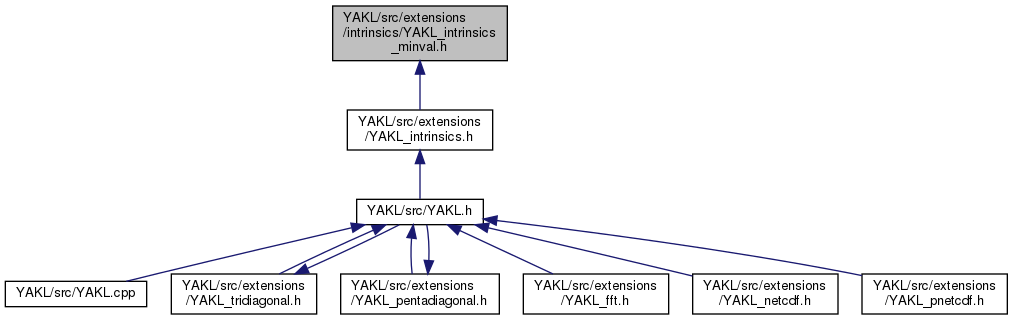 YAKL/src/extensions
/intrinsics/YAKL_intrinsics
_minval.h
YAKL/src/extensions
/YAKL_intrinsics.h
YAKL/src/YAKL.h
YAKL/src/YAKL.cpp
YAKL/src/extensions
/YAKL_tridiagonal.h
YAKL/src/extensions
/YAKL_pentadiagonal.h
YAKL/src/extensions
/YAKL_fft.h
YAKL/src/extensions
/YAKL_netcdf.h
YAKL/src/extensions
/YAKL_pnetcdf.h